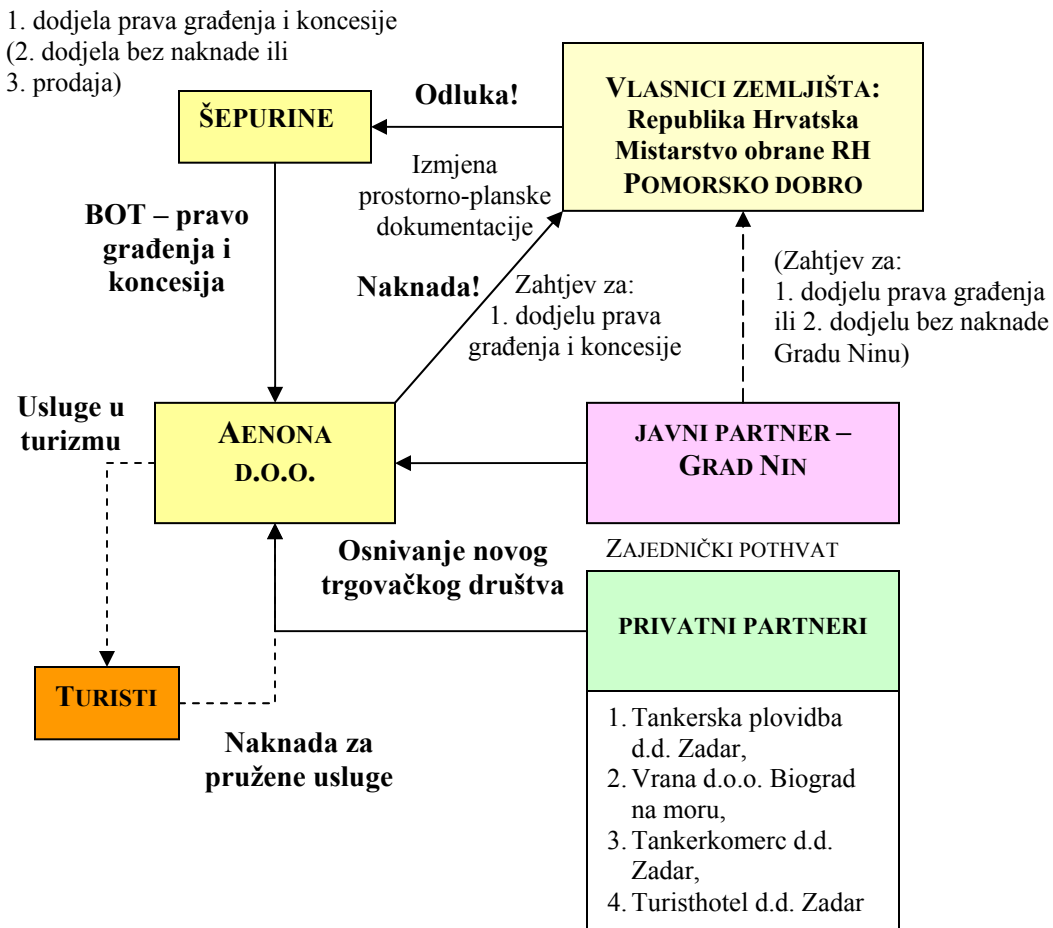 1. dodjela prava građenja i koncesije
(2. dodjela bez naknade ili
3. prodaja)
ŠEPURINE
Odluka!
VLASNICI ZEMLJIŠTA:
Republika Hrvatska
Mistarstvo obrane RH
POMORSKO DOBRO
Izmjena
prostorno-planske
dokumentacije
BOT – pravo
građenja i
koncesija
Naknada!
Zahtjev za:
1. dodjelu prava
građenja i koncesije
(Zahtjev za:
1. dodjelu prava građenja
ili 2. dodjelu bez naknade
Gradu Ninu)
Usluge u
turizmu
AENONA
D.O.O.
JAVNI PARTNER –
GRAD NIN
Osnivanje novog
trgovačkog društva
ZAJEDNIČKI POTHVAT
PRIVATNI PARTNERI
TURISTI
Naknada za
pružene usluge
1. Tankerska plovidba
d.d. Zadar,
2. Vrana d.o.o. Biograd
na moru,
3. Tankerkomerc d.d.
Zadar,
4. Turisthotel d.d. Zadar